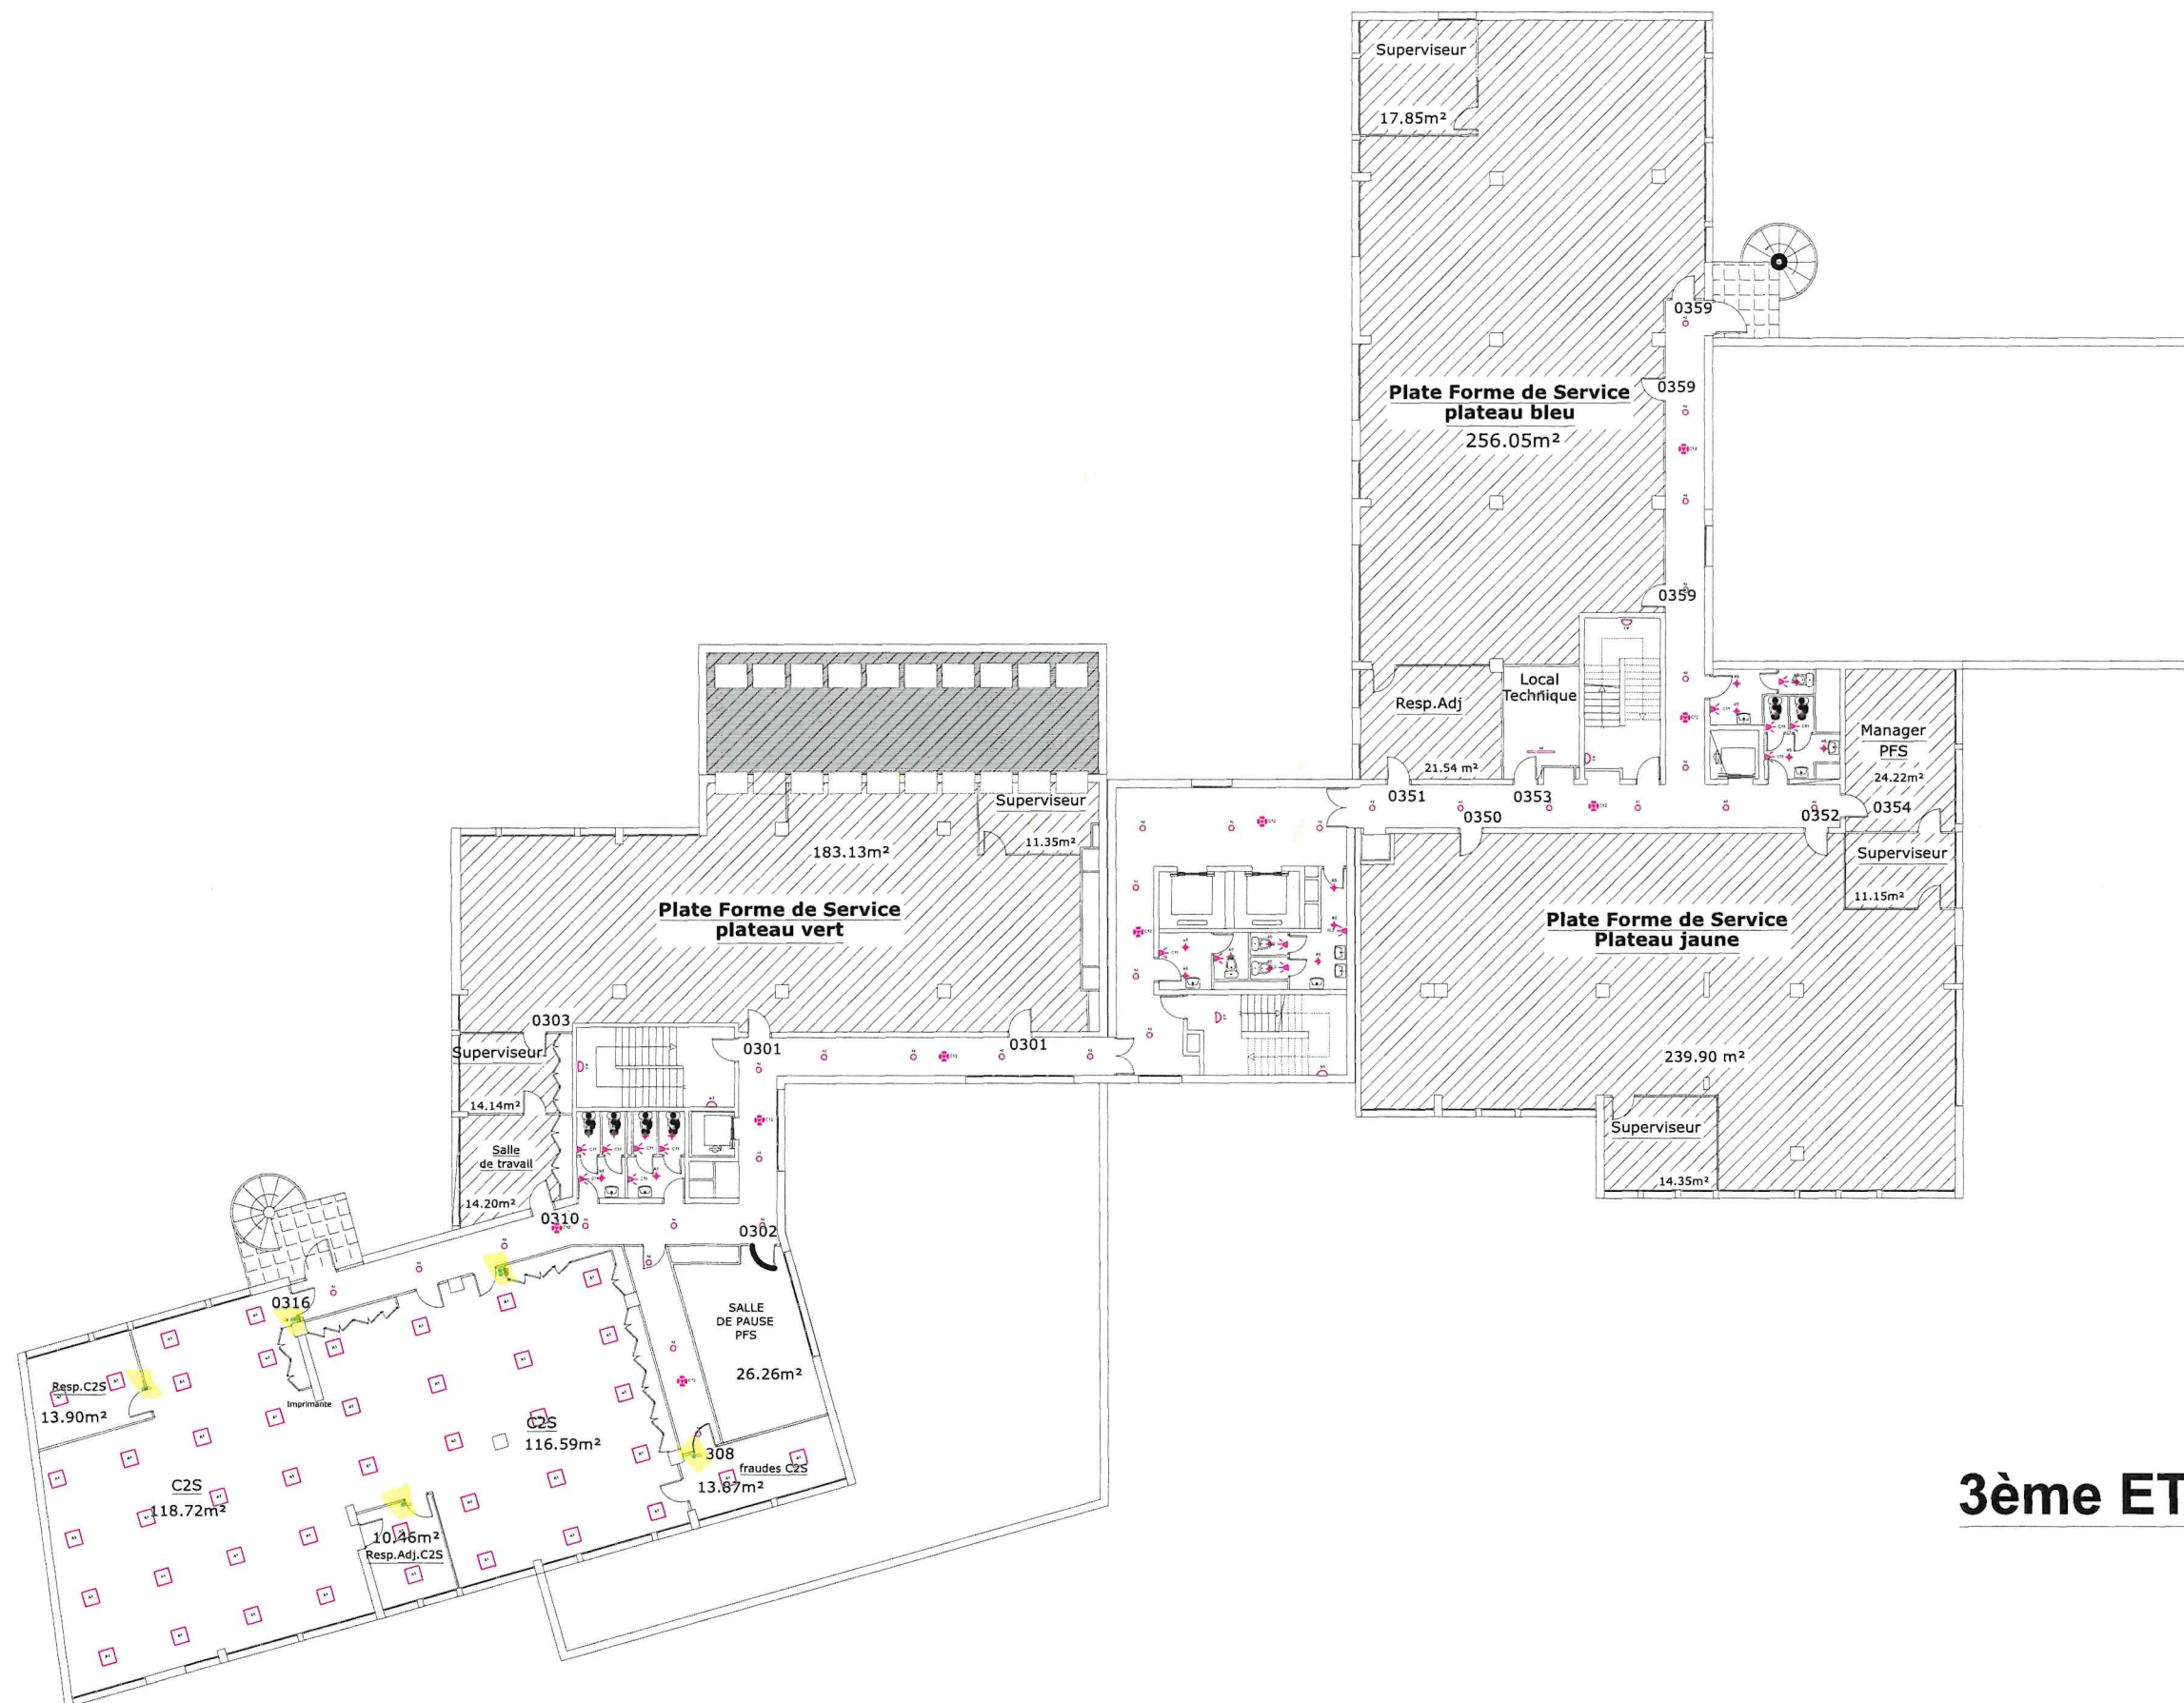 Superviseur
17.85m²
0359
0359
Plate Forme de Service
plateau bleu
256.05m²
0359
Local
Technique
Resp.Adj
21.54 m²
Manager
PFS
24.22m²
0351
0353
0350
0352
0354
Superviseur
11.35m²
183.13m²
Superviseur
11.15m²
Plate Forme de Service
plateau vert
Plate Forme de Service
Plateau jaune
239.90 m²
0303
0301
0301
Superviseur
14.14m²
Superviseur
14.35m²
Salle
de travail
14.20m²
0310
0302
0316
SALLE
DE PAUSE
PFS
26.26m²
Resp.C2S
13.90m²
Imprimante
C2S
116.59m²
308
fraudes C2S
13.87m²
C2S
118.72m²
10.46m²
Resp.Adj.C2S
3ème ET